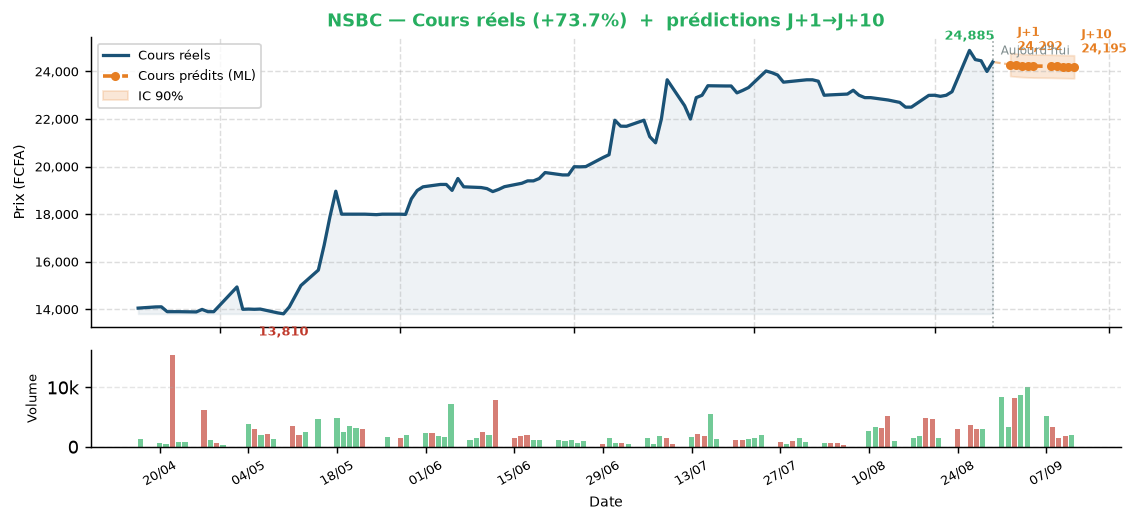 NSBC — Cours réels (+73.7%)  +  prédictions J+1→J+10
Cours réels
Cours prédits (ML)
IC 90%
24,885
J+1
24,292
Aujourd'hui
J+10
24,195
Prix (FCFA)
24,000
22,000
20,000
18,000
16,000
14,000
13,810
Volume
10k
0
20/04
04/05
18/05
01/06
15/06
29/06
13/07
27/07
10/08
24/08
07/09
Date